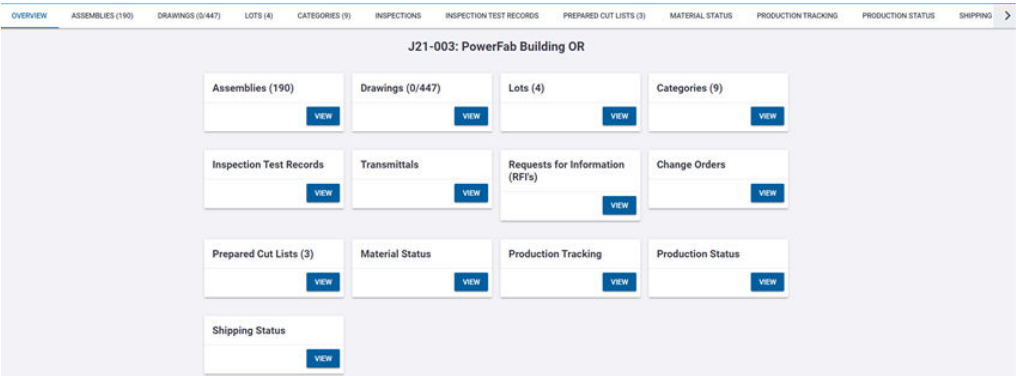 OVERVIEW ASSEMBLIES (190) DRAWINGS (0/447) LOTS (4) CATEGORIES (9) INSPECTIONS INSPECTION TEST RECORDS PREPARED CUT LISTS (3) MATERIAL STATUS PRODUCTION TRACKING PRODUCTION STATUS SHIPPING
J21-003: PowerFab Building OR
Assemblies (190)
VIEW
Drawings (0/447)
VIEW
Lots (4)
VIEW
Categories (9)
VIEW
Inspection Test Records
VIEW
Transmittals
VIEW
Requests for Information
(RFI's)
VIEW
Change Orders
VIEW
Prepared Cut Lists (3)
VIEW
Material Status
VIEW
Production Tracking
VIEW
Production Status
VIEW
Shipping Status
VIEW